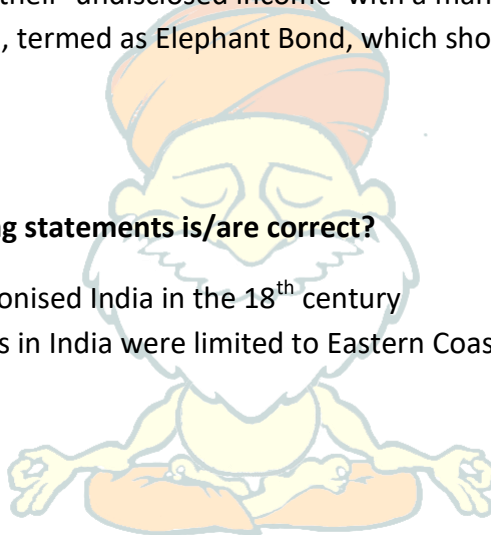 their "undisclosed income" with a
, termed as Elephant Bond, which sho
g statements is/are correct?
onised India in the 18th century
s in India were limited to Eastern Coas